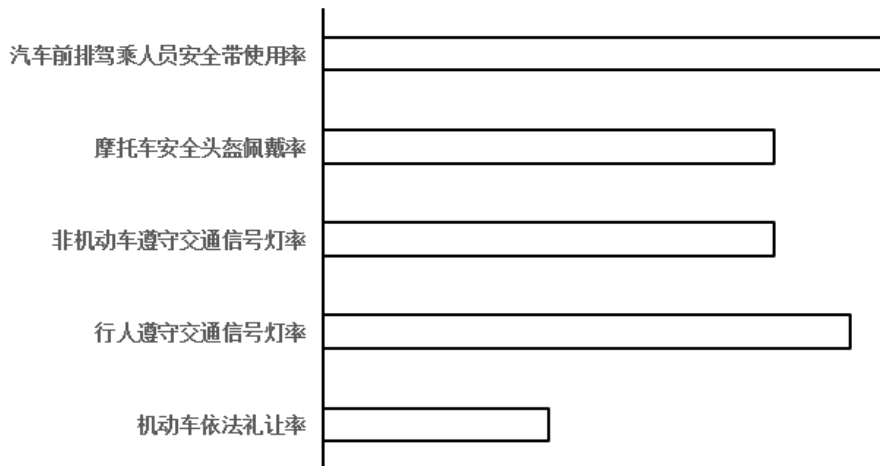 汽车前排驾乘人员安全带使用率
摩托车安全头盔佩戴率
非机动车遵守交通信号灯率
行人遵守交通信号灯率
机动车依法礼让率